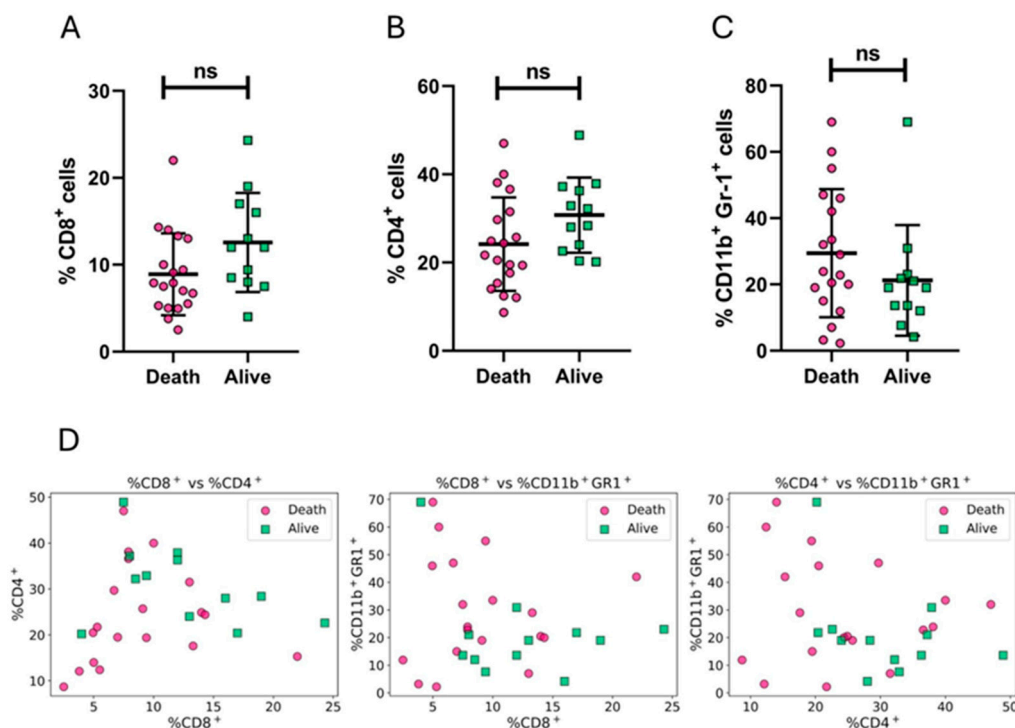 A
B
C
ns
ns
ns
% CD8⁺ cells
30
20
10
0
Death Alive
% CD4⁺ cells
60
40
20
0
Death Alive
% CD11b⁺ Gr-1⁺ cells
80
60
40
20
0
Death Alive
D
%CD8⁺ vs %CD4⁺
%CD4⁺
50
40
30
20
10
Death
Alive
5 10 15 20 25
%CD8⁺
%CD8⁺ vs %CD11b⁺GR1⁺
%CD11b⁺GR1⁺
70
60
50
40
30
20
10
0
Death
Alive
5 10 15 20 25
%CD8⁺
%CD4⁺ vs %CD11b⁺GR1⁺
%CD11b⁺GR1⁺
70
60
50
40
30
20
10
0
Death
Alive
10 20 30 40 50
%CD4⁺